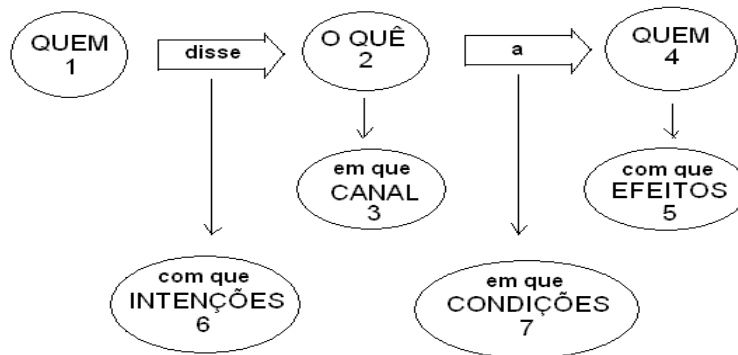 QUEM
1
disse
O QUÊ
2
a
QUEM
4
em que
CANAL
3
com que
EFEITOS
5
com que
INTENÇÕES
6
em que
CONDIÇÕES
7